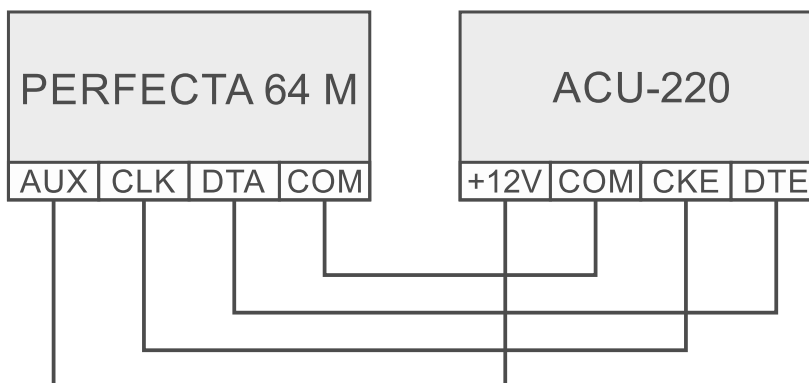 PERFECTA 64 M
ACU-220
AUX CLK DTA COM
+12V COM CKE DTE